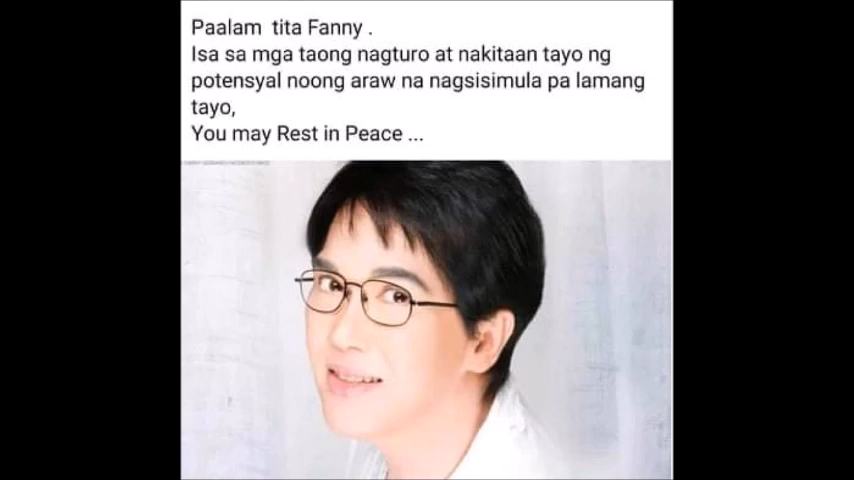 Paalam tita Fanny .
Isa sa mga taong nagturo at nakitaan tayo ng
potensyal noong araw na nagsisimula pa lamang
tayo,
You may Rest in Peace ...